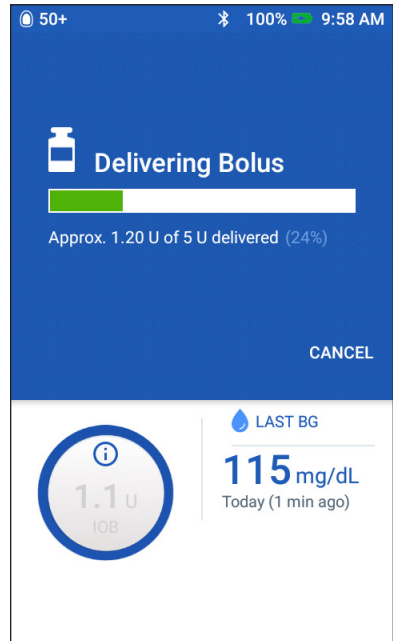 50+ 100% 9:58 AM
Delivering Bolus
Approx. 1.20 U of 5 U delivered (24%)
CANCEL
LAST BG
115 mg/dL
Today (1 min ago)
1.1 U
IOB